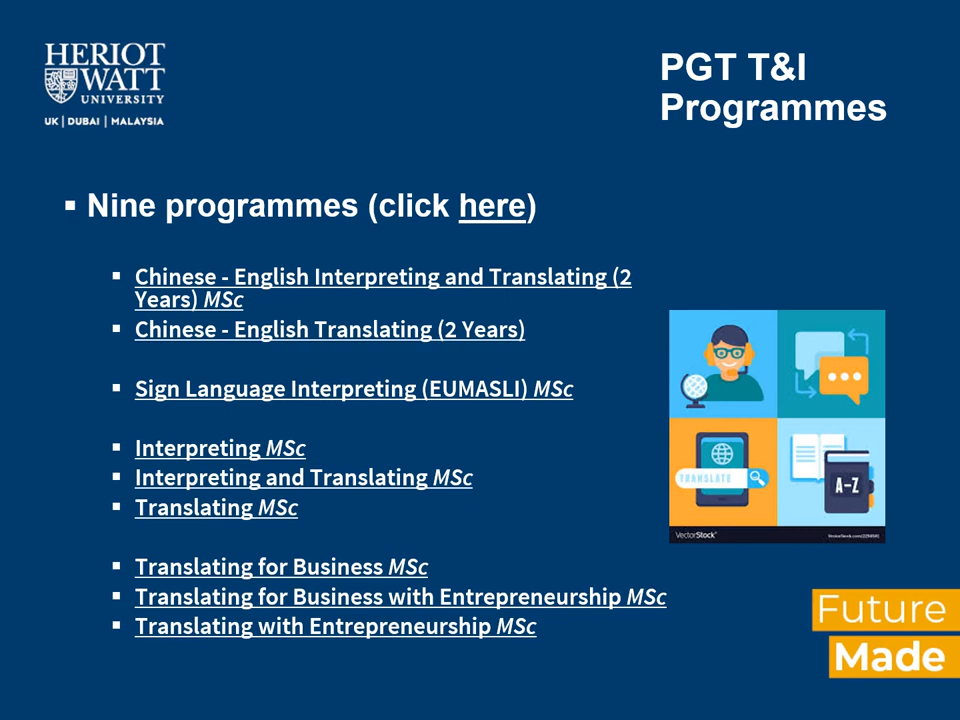 HERIOT
WATT
UNIVERSITY
UK | DUBAI | MALAYSIA
PGT T&I
Programmes
▪ Nine programmes (click here)
▪ Chinese - English Interpreting and Translating (2
Years) MSc
▪ Chinese - English Translating (2 Years)
▪ Sign Language Interpreting (EUMASLI) MSc
▪ Interpreting MSc
▪ Interpreting and Translating MSc
▪ Translating MSc
▪ Translating for Business MSc
▪ Translating for Business with Entrepreneurship MSc
▪ Translating with Entrepreneurship MSc
TRANSLATE
A-Z
VectorStock®
Future
Made